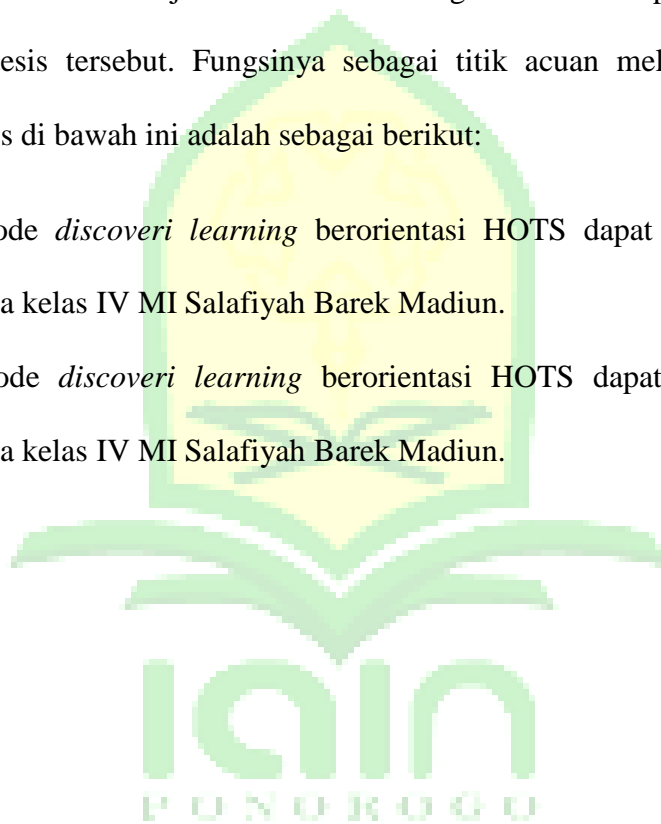 esis tersebut. Fungsinya sebagai titik acuan mel
s di bawah ini adalah sebagai berikut:
ode discoveri learning berorientasi HOTS dapat
a kelas IV MI Salafiyah Barek Madiun.
ode discoveri learning berorientasi HOTS dapat
a kelas IV MI Salafiyah Barek Madiun.
iain
PONOROGO